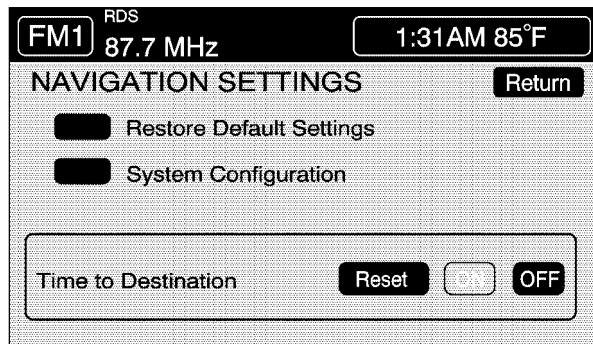 FM1 RDS 87.7 MHz 1:31AM 85°F
NAVIGATION SETTINGS Return
Restore Default Settings
System Configuration
Time to Destination Reset ON OFF